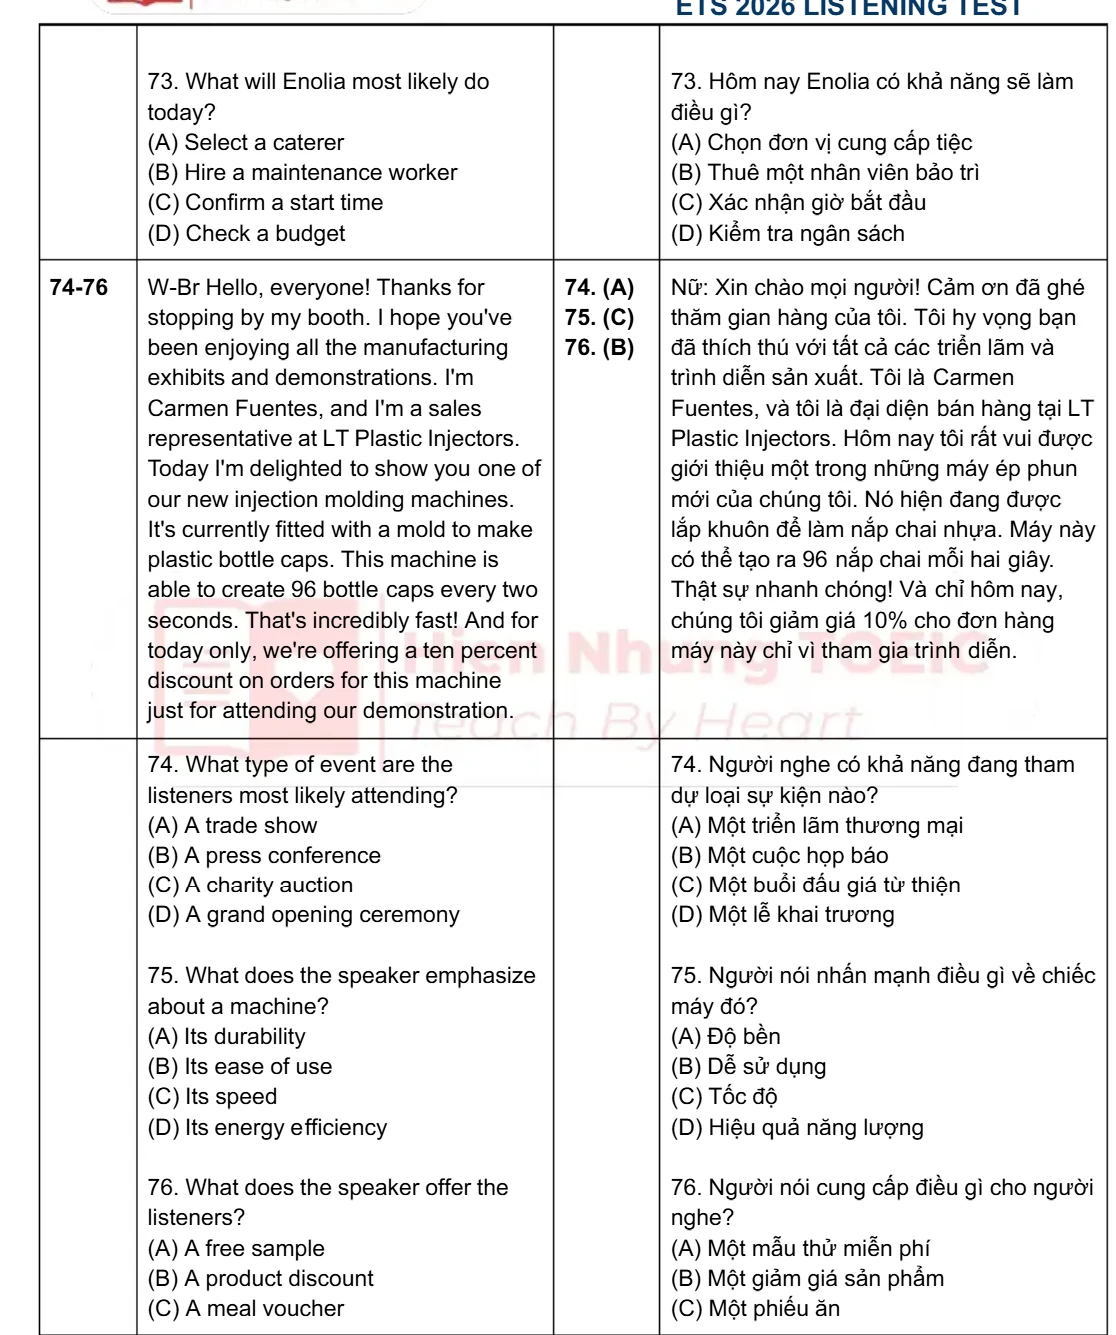 ETS 2026 LISTENING TEST
73. What will Enolia most likely do
today?
(A) Select a caterer
(B) Hire a maintenance worker
(C) Confirm a start time
(D) Check a budget
73. Hôm nay Enolia có khả năng sẽ làm
điều gì?
(A) Chọn đơn vị cung cấp tiệc
(B) Thuê một nhân viên bảo trì
(C) Xác nhận giờ bắt đầu
(D) Kiểm tra ngân sách
74-76
W-Br Hello, everyone! Thanks for
stopping by my booth. I hope you've
been enjoying all the manufacturing
exhibits and demonstrations. I'm
Carmen Fuentes, and I'm a sales
representative at LT Plastic Injectors.
Today I'm delighted to show you one of
our new injection molding machines.
It's currently fitted with a mold to make
plastic bottle caps. This machine is
able to create 96 bottle caps every two
seconds. That's incredibly fast! And for
today only, we're offering a ten percent
discount on orders for this machine
just for attending our demonstration.
74. (A)
75. (C)
76. (B)
Nữ: Xin chào mọi người! Cảm ơn đã ghé
thăm gian hàng của tôi. Tôi hy vọng bạn
đã thích thú với tất cả các triển lãm và
trình diễn sản xuất. Tôi là Carmen
Fuentes, và tôi là đại diện bán hàng tại LT
Plastic Injectors. Hôm nay tôi rất vui được
giới thiệu một trong những máy ép phun
mới của chúng tôi. Nó hiện đang được
lắp khuôn để làm nắp chai nhựa. Máy này
có thể tạo ra 96 nắp chai mỗi hai giây.
Thật sự nhanh chóng! Và chỉ hôm nay,
chúng tôi giảm giá 10% cho đơn hàng
máy này chỉ vì tham gia trình diễn.
Hien Nhung TOEIC
Teach By Heart
74. What type of event are the
listeners most likely attending?
(A) A trade show
(B) A press conference
(C) A charity auction
(D) A grand opening ceremony
75. What does the speaker emphasize
about a machine?
(A) Its durability
(B) Its ease of use
(C) Its speed
(D) Its energy efficiency
76. What does the speaker offer the
listeners?
(A) A free sample
(B) A product discount
(C) A meal voucher
74. Người nghe có khả năng đang tham
dự loại sự kiện nào?
(A) Một triển lãm thương mại
(B) Một cuộc họp báo
(C) Một buổi đấu giá từ thiện
(D) Một lễ khai trương
75. Người nói nhấn mạnh điều gì về chiếc
máy đó?
(A) Độ bền
(B) Dễ sử dụng
(C) Tốc độ
(D) Hiệu quả năng lượng
76. Người nói cung cấp điều gì cho người
nghe?
(A) Một mẫu thử miễn phí
(B) Một giảm giá sản phẩm
(C) Một phiếu ăn